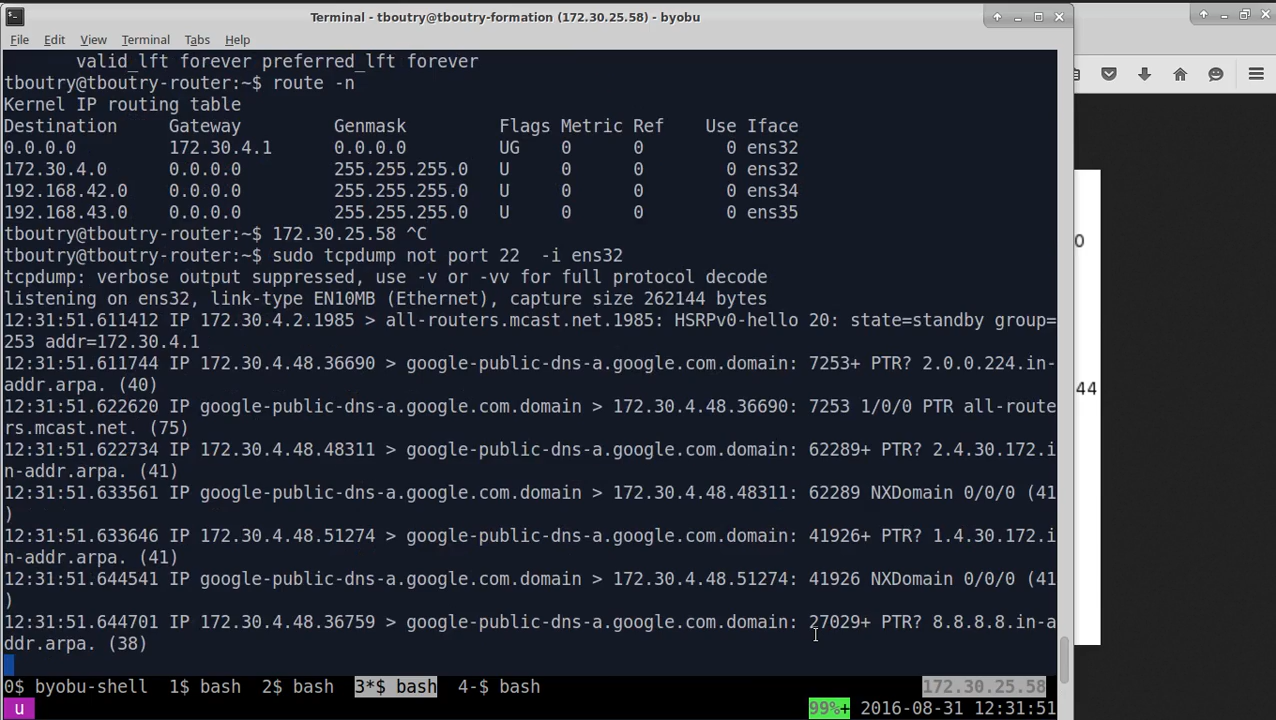 Terminal - tboutry@tboutry-formation (172.30.25.58) - byobu
File Edit View Terminal Tabs Help
valid_lft forever preferred_lft forever
tboutry@tboutry-router:~$ route -n
Kernel IP routing table
Destination Gateway Genmask Flags Metric Ref Use Iface
0.0.0.0 172.30.4.1 0.0.0.0 UG 0 0 0 ens32
172.30.4.0 0.0.0.0 255.255.255.0 U 0 0 0 ens32
192.168.42.0 0.0.0.0 255.255.255.0 U 0 0 0 ens34
192.168.43.0 0.0.0.0 255.255.255.0 U 0 0 0 ens35
tboutry@tboutry-router:~$ 172.30.25.58 ^C
tboutry@tboutry-router:~$ sudo tcpdump not port 22  -i ens32
tcpdump: verbose output suppressed, use -v or -vv for full protocol decode
listening on ens32, link-type EN10MB (Ethernet), capture size 262144 bytes
12:31:51.611412 IP 172.30.4.2.1985 > all-routers.mcast.net.1985: HSRPv0-hello 20: state=standby group=
253 addr=172.30.4.1
12:31:51.611744 IP 172.30.4.48.36690 > google-public-dns-a.google.com.domain: 7253+ PTR? 2.0.0.224.in-
addr.arpa. (40)
12:31:51.622620 IP google-public-dns-a.google.com.domain > 172.30.4.48.36690: 7253 1/0/0 PTR all-route
rs.mcast.net. (75)
12:31:51.622734 IP 172.30.4.48.48311 > google-public-dns-a.google.com.domain: 62289+ PTR? 2.4.30.172.i
n-addr.arpa. (41)
12:31:51.633561 IP google-public-dns-a.google.com.domain > 172.30.4.48.48311: 62289 NXDomain 0/0/0 (41
)
12:31:51.633646 IP 172.30.4.48.51274 > google-public-dns-a.google.com.domain: 41926+ PTR? 1.4.30.172.i
n-addr.arpa. (41)
12:31:51.644541 IP google-public-dns-a.google.com.domain > 172.30.4.48.51274: 41926 NXDomain 0/0/0 (41
)
12:31:51.644701 IP 172.30.4.48.36759 > google-public-dns-a.google.com.domain: 27029+ PTR? 8.8.8.8.in-a
ddr.arpa. (38)
0$ byobu-shell 1$ bash 2$ bash 3*$ bash 4-$ bash 172.30.25.58
u 99%+ 2016-08-31 12:31:51
0
44